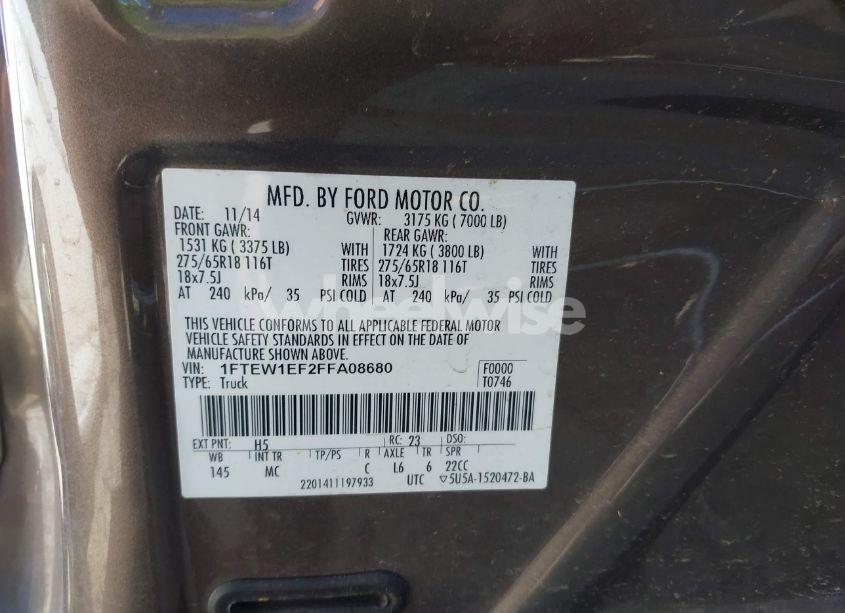 MFD. BY FORD MOTOR CO.
DATE: 11/14 GVWR: 3175 KG ( 7000 LB)
FRONT GAWR: REAR GAWR:
1531 KG ( 3375 LB) WITH 1724 KG ( 3800 LB) WITH
275/65R18 116T TIRES 275/65R18 116T TIRES
18x7.5J RIMS 18x7.5J RIMS
AT 240 kPa/ 35 PSI COLD AT 240 kPa/ 35 PSI COLD
wheelwise
THIS VEHICLE CONFORMS TO ALL APPLICABLE FEDERAL MOTOR
VEHICLE SAFETY STANDARDS IN EFFECT ON THE DATE OF
MANUFACTURE SHOWN ABOVE.
VIN: 1FTEW1EF2FFA08680 F0000
TYPE: Truck T0746
EXT PNT: H5 RC: 23 DSO:
WB INT TR TP/PS R AXLE TR SPR
145 MC C L6 6 22CC
2201411197933 UTC ▽5U5A-1520472-BA